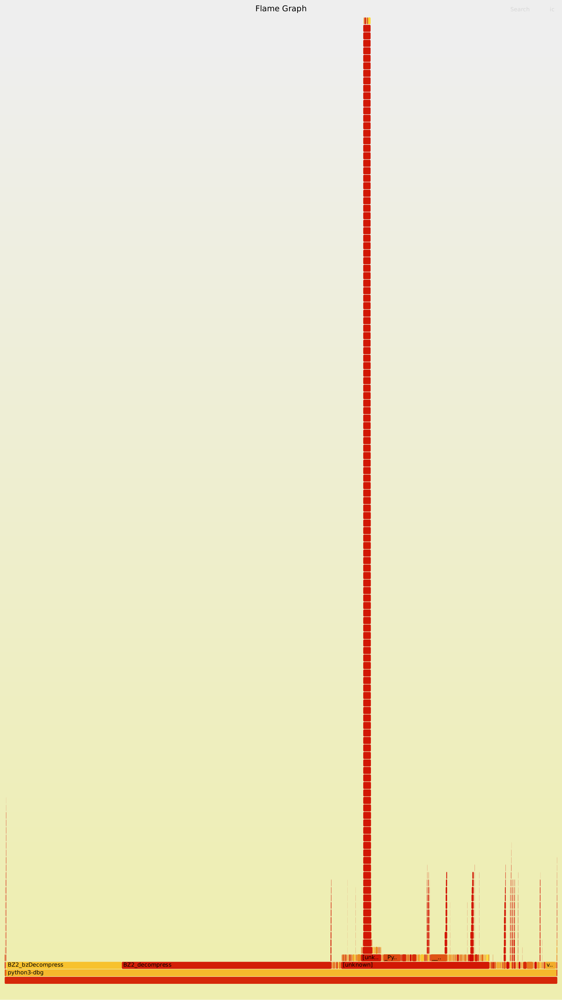 Flame Graph
Search ic
[unk.. _Py.. __..
BZ2_bzDecompress BZ2_decompress [unknown] v..
python3-dbg